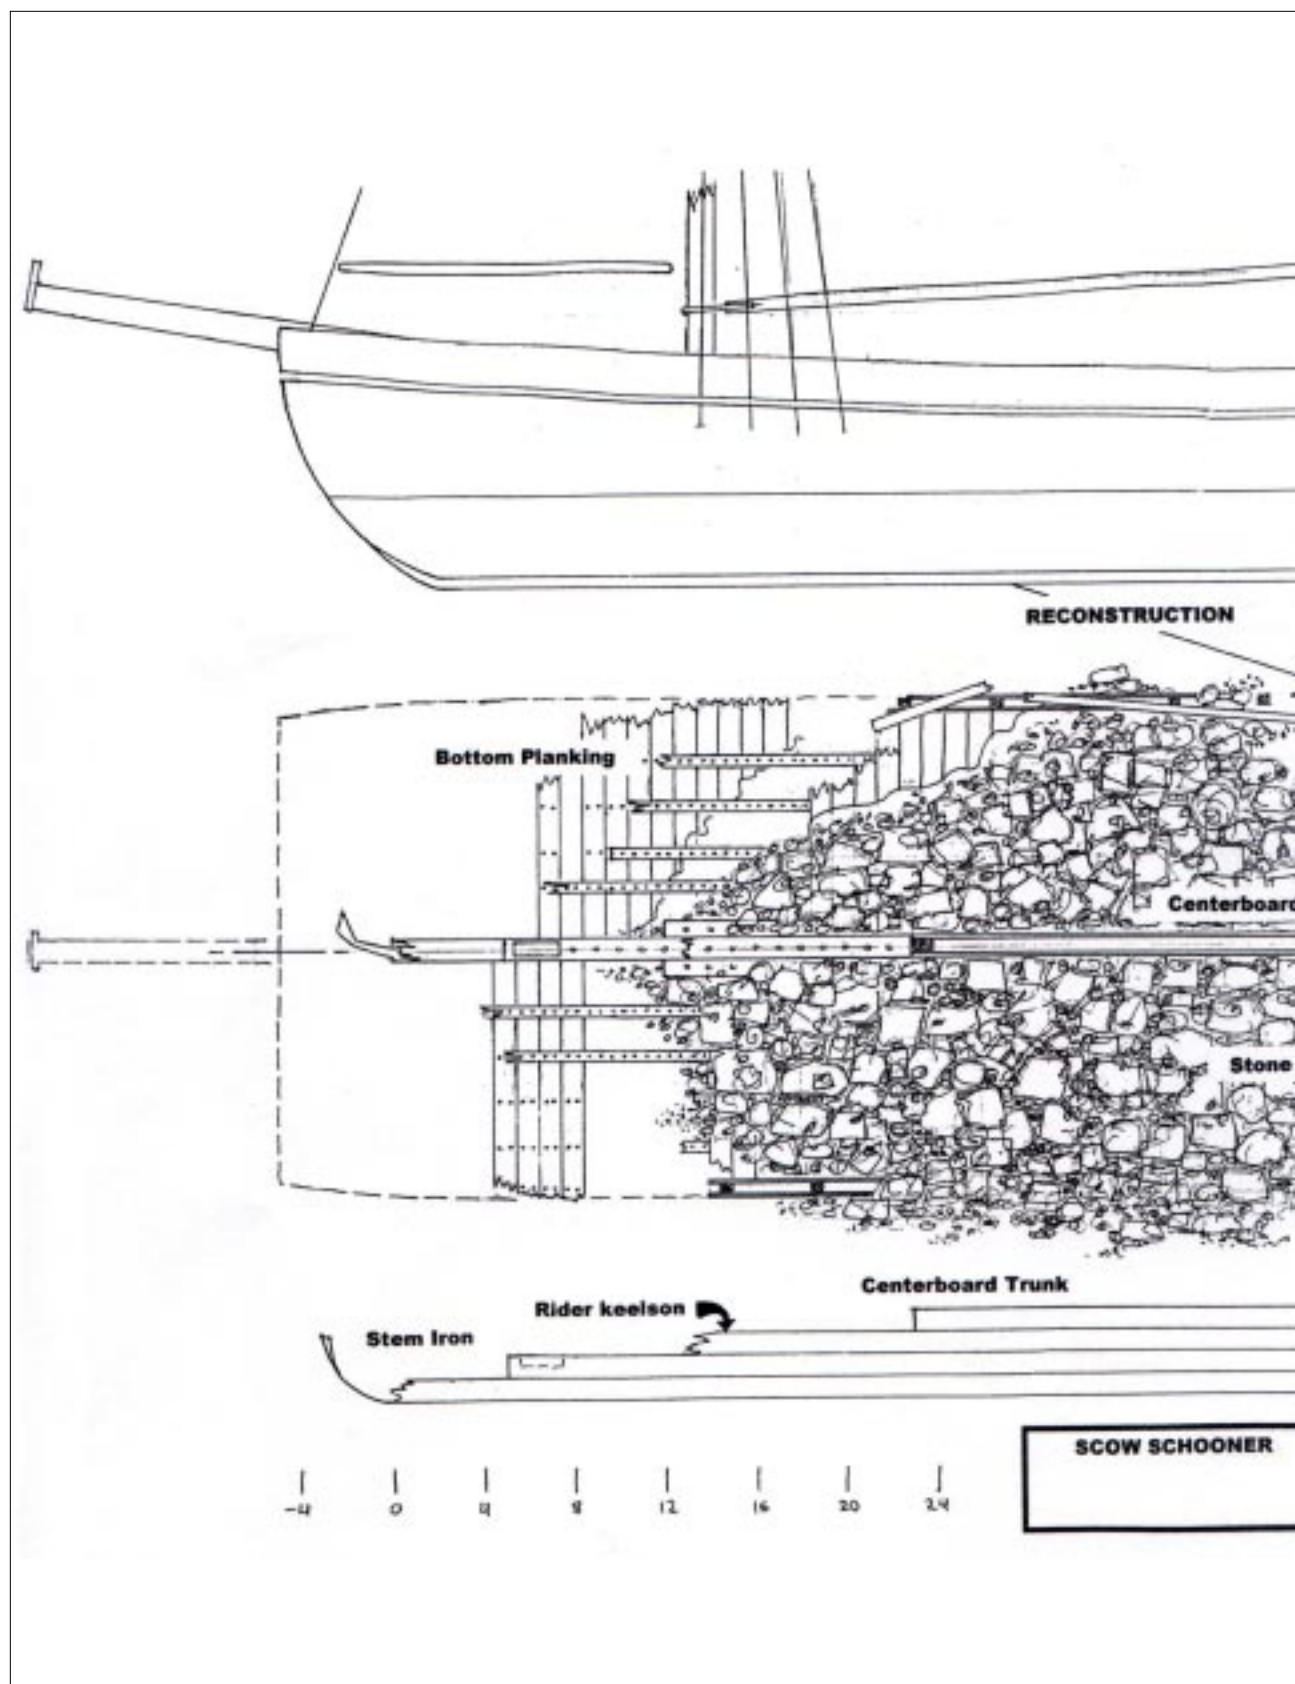 RECONSTRUCTION
Bottom Planking
Centerboard
Stone
Centerboard Trunk
Rider keelson
Stem Iron
SCOW SCHOONER
-4 0 4 8 12 16 20 24